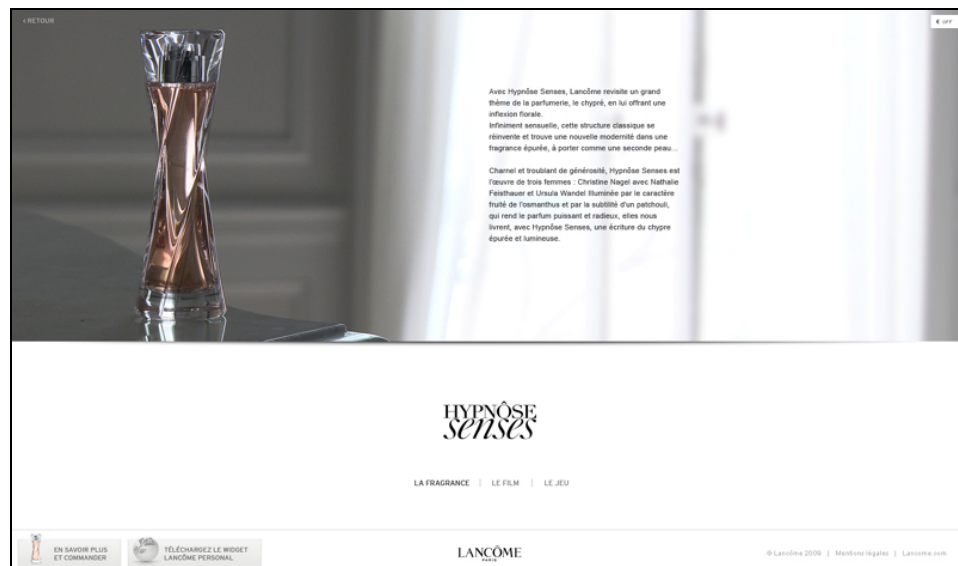 ‹ RETOUR
OFF
Avec Hypnôse Senses, Lancôme revisite un grand
thème de la parfumerie, le chypré, en lui offrant une
inflexion florale.
Infiniment sensuelle, cette structure classique se
réinvente et trouve une nouvelle modernité dans une
fragrance épurée, à porter comme une seconde peau...
Charnel et troublant de générosité, Hypnôse Senses est
l'œuvre de trois femmes : Christine Nagel avec Nathalie
Feisthauer et Ursula Wandel Illuminée par le caractère
fruité de l'osmanthus et par la subtilité d'un patchouli,
qui rend le parfum puissant et radieux, elles nous
livrent, avec Hypnôse Senses, une écriture du chypre
épurée et lumineuse.
HYPNÔSE
senses
LA FRAGRANCE | LE FILM | LE JEU
EN SAVOIR PLUS
ET COMMANDER
TÉLÉCHARGEZ LE WIDGET
LANCÔME PERSONAL
LANCÔME
PARIS
© Lancôme 2009 | Mentions légales | Lancome.com